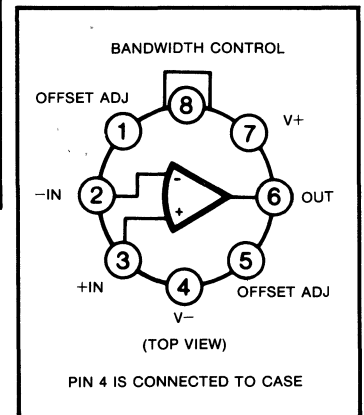 BANDWIDTH CONTROL
OFFSET ADJ
8
1
7
V+
-IN
2
-
+
6
OUT
3
5
+IN
4
OFFSET ADJ
V-
(TOP VIEW)
PIN 4 IS CONNECTED TO CASE